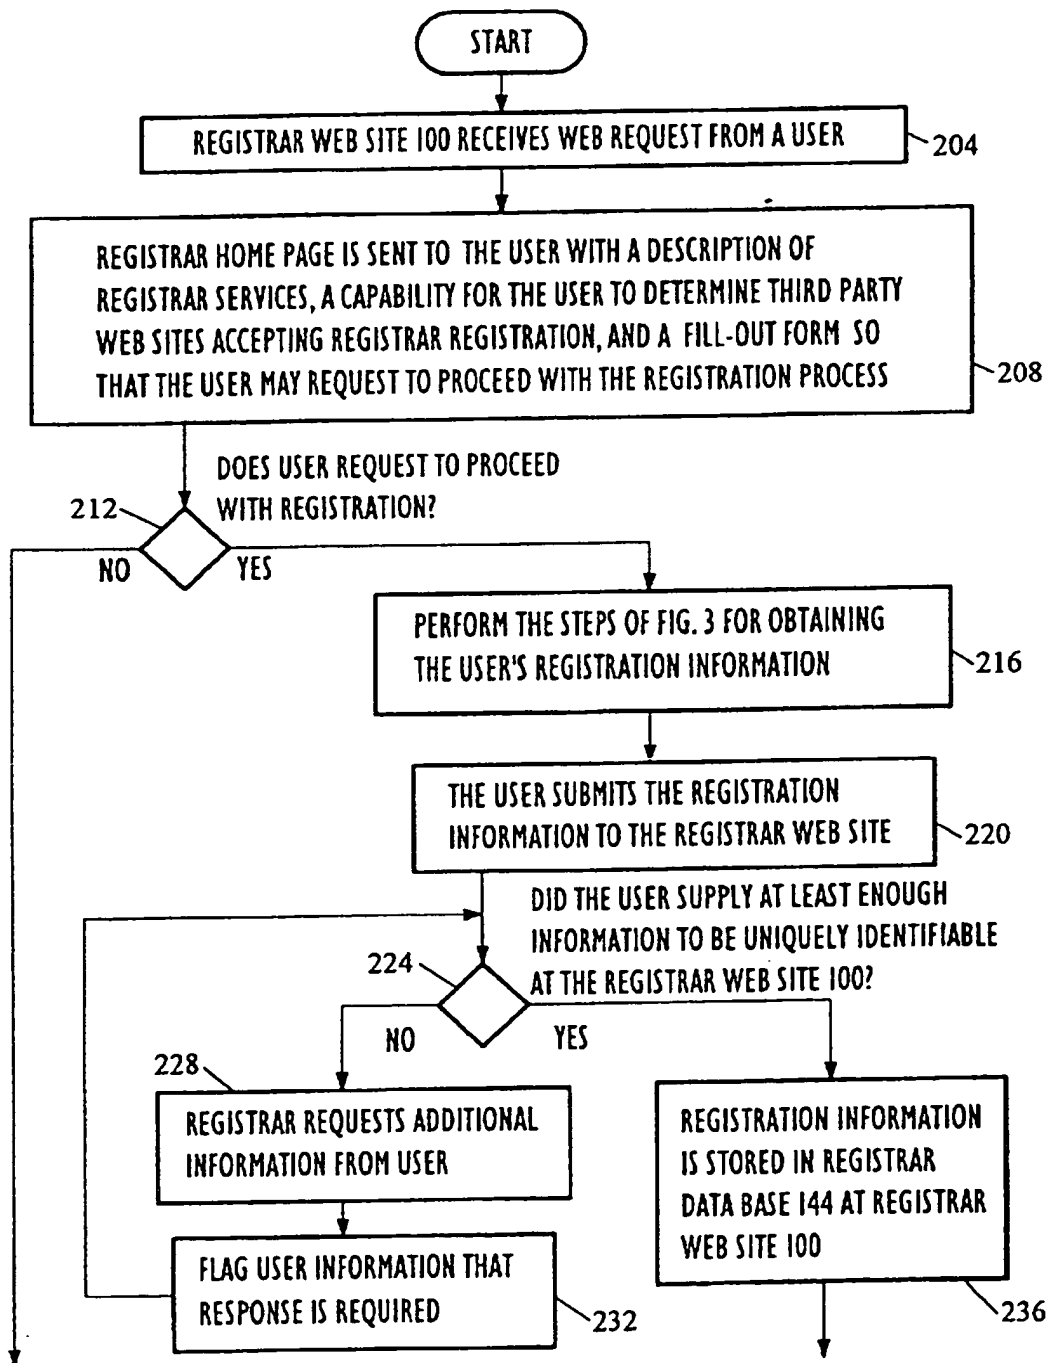 START
REGISTRAR WEB SITE 100 RECEIVES WEB REQUEST FROM A USER
204
REGISTRAR HOME PAGE IS SENT TO THE USER WITH A DESCRIPTION OF
REGISTRAR SERVICES, A CAPABILITY FOR THE USER TO DETERMINE THIRD PARTY
WEB SITES ACCEPTING REGISTRAR REGISTRATION, AND A FILL-OUT FORM SO
THAT THE USER MAY REQUEST TO PROCEED WITH THE REGISTRATION PROCESS
208
DOES USER REQUEST TO PROCEED
WITH REGISTRATION?
212
NO
YES
PERFORM THE STEPS OF FIG. 3 FOR OBTAINING
THE USER'S REGISTRATION INFORMATION
216
THE USER SUBMITS THE REGISTRATION
INFORMATION TO THE REGISTRAR WEB SITE
220
DID THE USER SUPPLY AT LEAST ENOUGH
INFORMATION TO BE UNIQUELY IDENTIFIABLE
AT THE REGISTRAR WEB SITE 100?
224
NO
YES
228
REGISTRAR REQUESTS ADDITIONAL
INFORMATION FROM USER
FLAG USER INFORMATION THAT
RESPONSE IS REQUIRED
232
REGISTRATION INFORMATION
IS STORED IN REGISTRAR
DATA BASE 144 AT REGISTRAR
WEB SITE 100
236